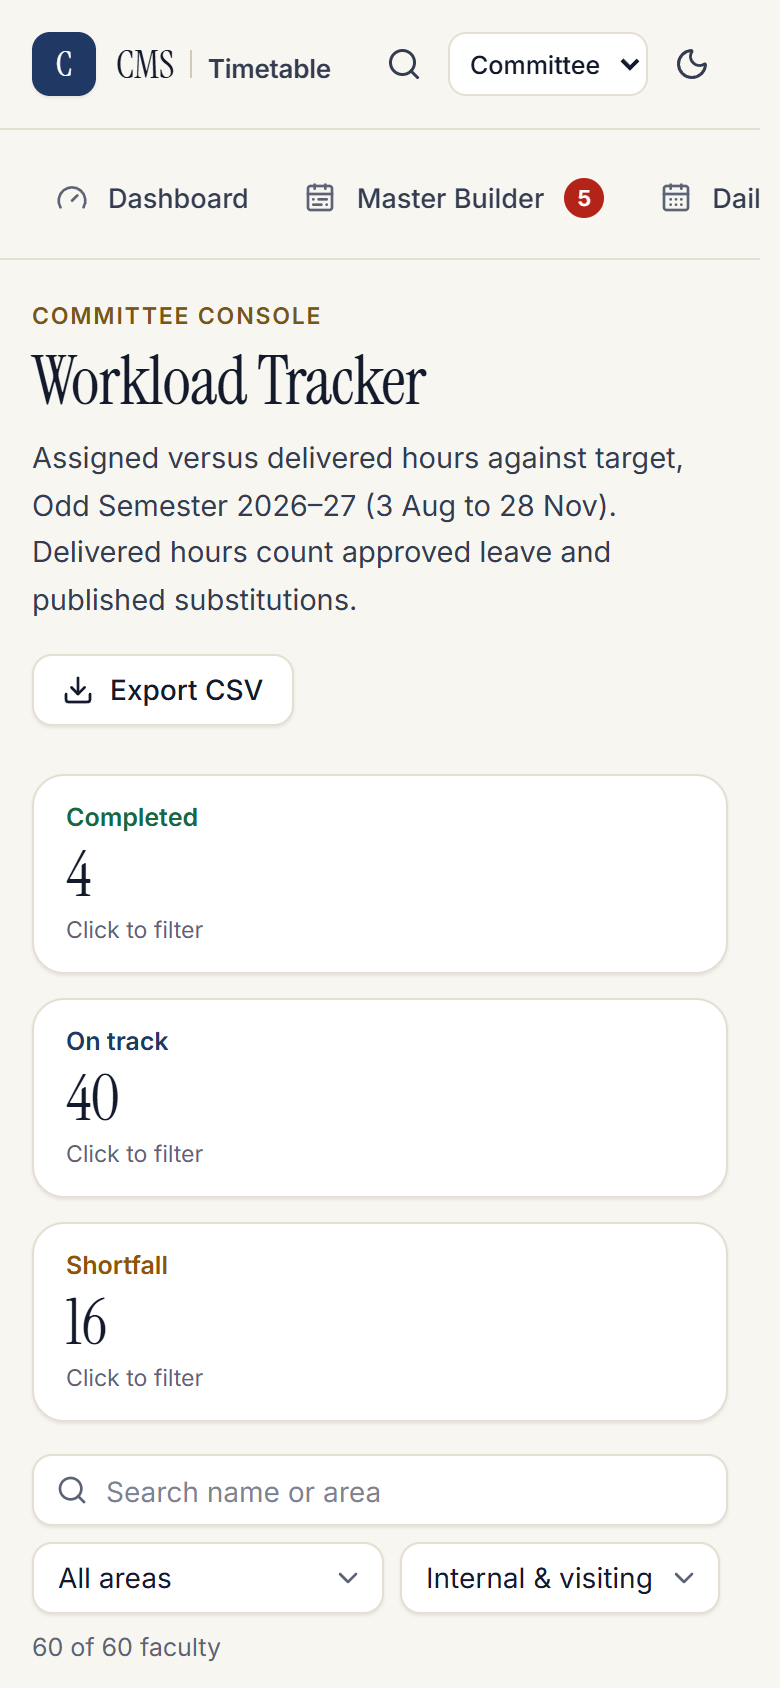 C CMS Timetable Committee
Dashboard Master Builder 5 Dail
COMMITTEE CONSOLE
Workload Tracker
Assigned versus delivered hours against target,
Odd Semester 2026–27 (3 Aug to 28 Nov).
Delivered hours count approved leave and
published substitutions.
Export CSV
Completed
4
Click to filter
On track
40
Click to filter
Shortfall
16
Click to filter
Search name or area
All areas Internal & visiting
60 of 60 faculty